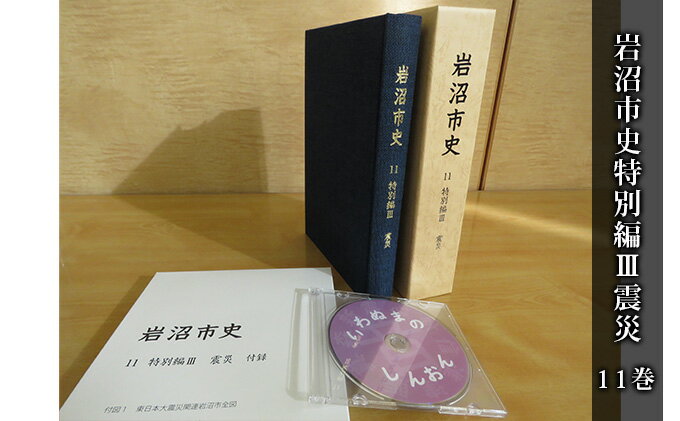 岩沼市史特別編Ⅲ震災
11巻
岩沼市史
11
特別編Ⅲ
震災
岩沼市史
11
特別編Ⅲ
震災
岩沼市史
11 特別編Ⅲ 震災 付録
付図1 東日本大震災関連岩沼市全図
いわぬまの
しんおん